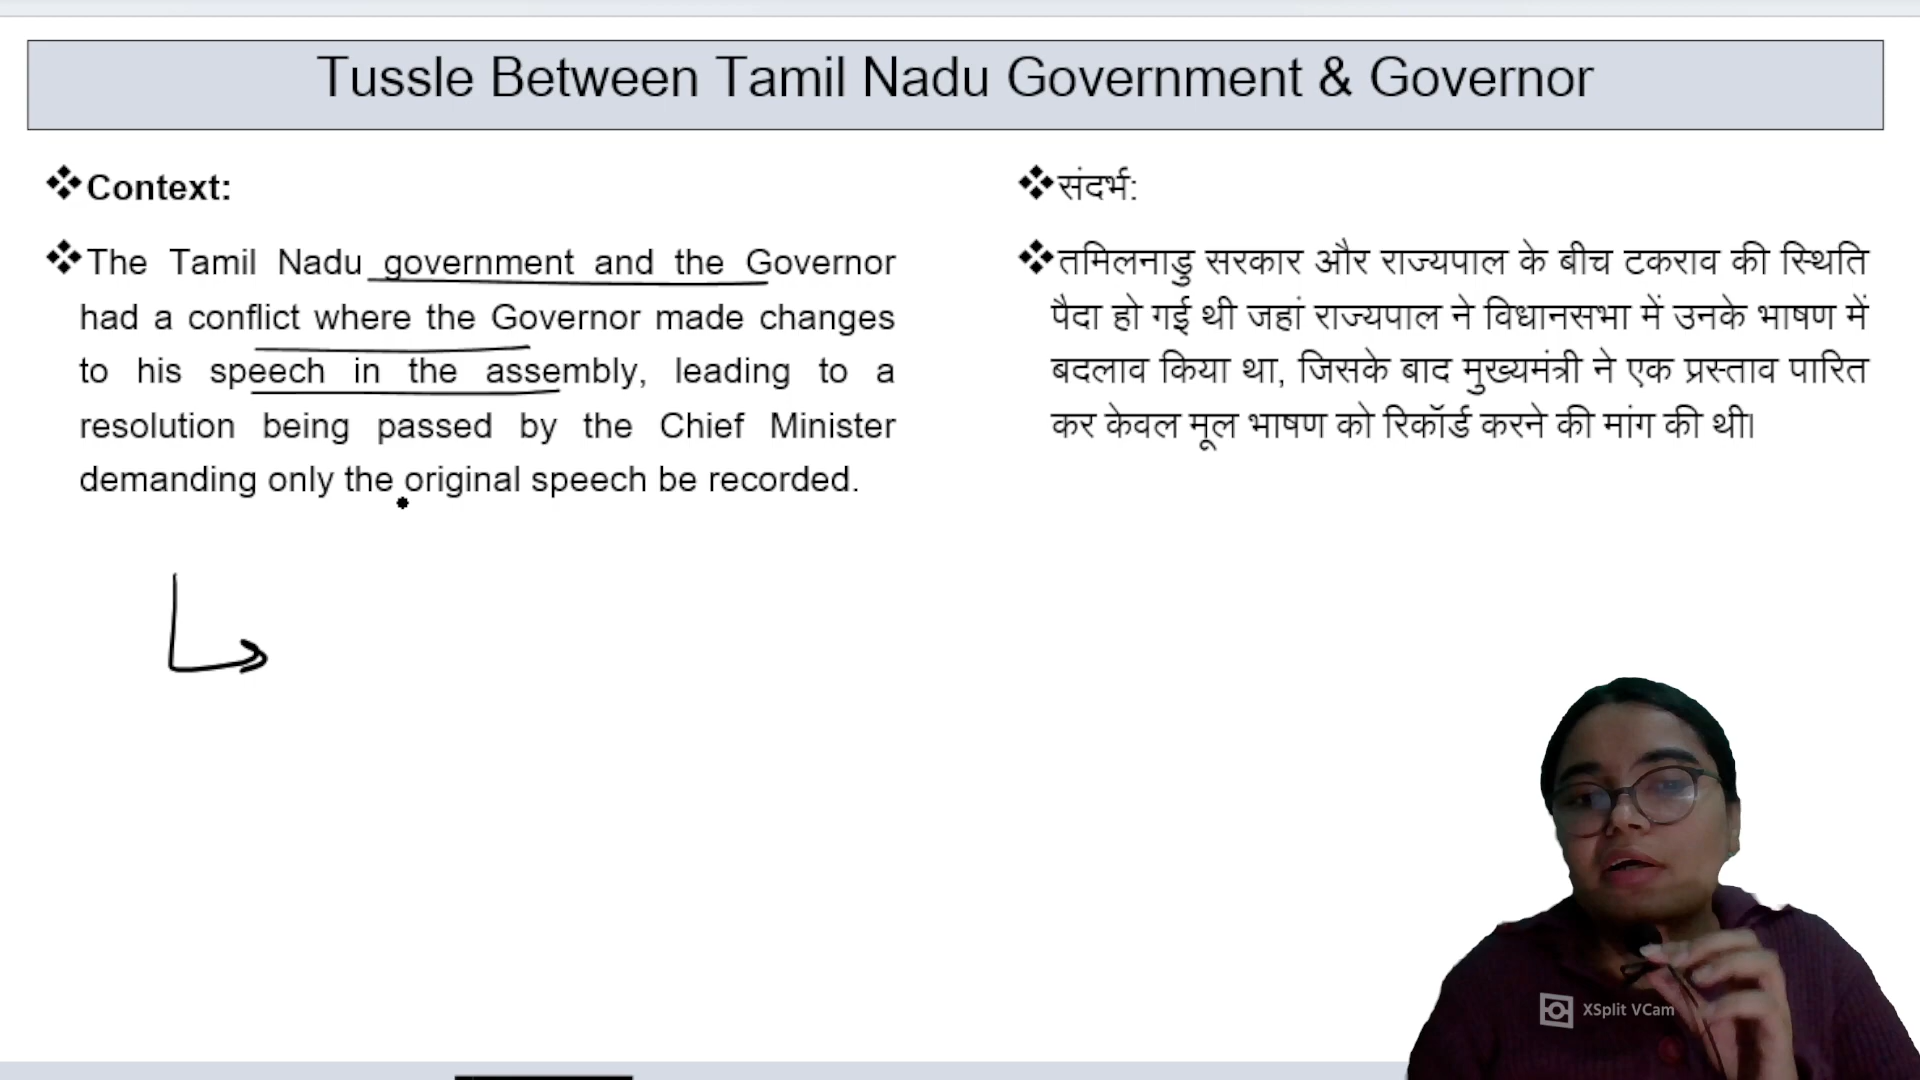 Tussle Between Tamil Nadu Government & Governor
Context:
The Tamil Nadu government and the Governor
had a conflict where the Governor made changes
to his speech in the assembly, leading to a
resolution being passed by the Chief Minister
demanding only the original speech be recorded.
संदर्भ:
तमिलनाडु सरकार और राज्यपाल के बीच टकराव की स्थिति
पैदा हो गई थी जहां राज्यपाल ने विधानसभा में उनके भाषण में
बदलाव किया था, जिसके बाद मुख्यमंत्री ने एक प्रस्ताव पारित
कर केवल मूल भाषण को रिकॉर्ड करने की मांग की थी।
XSplit VCam